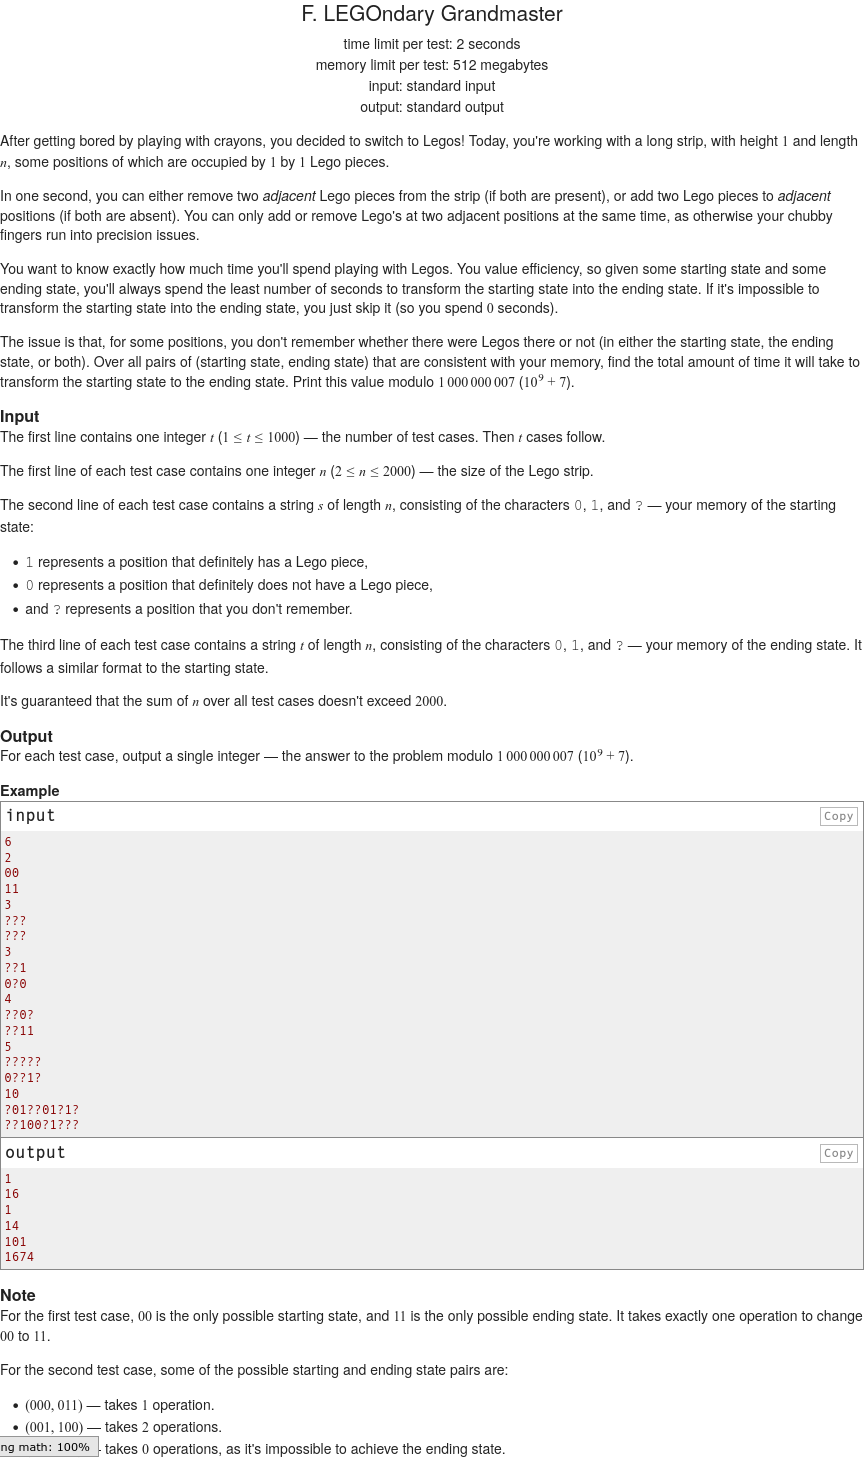 F. LEGOndary Grandmaster
time limit per test: 2 seconds
memory limit per test: 512 megabytes
input: standard input
output: standard output
After getting bored by playing with crayons, you decided to switch to Legos! Today, you're working with a long strip, with height 1 and length
n, some positions of which are occupied by 1 by 1 Lego pieces.
In one second, you can either remove two adjacent Lego pieces from the strip (if both are present), or add two Lego pieces to adjacent
positions (if both are absent). You can only add or remove Lego's at two adjacent positions at the same time, as otherwise your chubby
fingers run into precision issues.
You want to know exactly how much time you'll spend playing with Legos. You value efficiency, so given some starting state and some
ending state, you'll always spend the least number of seconds to transform the starting state into the ending state. If it's impossible to
transform the starting state into the ending state, you just skip it (so you spend 0 seconds).
The issue is that, for some positions, you don't remember whether there were Legos there or not (in either the starting state, the ending
state, or both). Over all pairs of (starting state, ending state) that are consistent with your memory, find the total amount of time it will take to
transform the starting state to the ending state. Print this value modulo 1 000 000 007 (10^9 + 7).
Input
The first line contains one integer t (1 ≤ t ≤ 1000) — the number of test cases. Then t cases follow.
The first line of each test case contains one integer n (2 ≤ n ≤ 2000) — the size of the Lego strip.
The second line of each test case contains a string s of length n, consisting of the characters 0, 1, and ? — your memory of the starting
state:
• 1 represents a position that definitely has a Lego piece,
• 0 represents a position that definitely does not have a Lego piece,
• and ? represents a position that you don't remember.
The third line of each test case contains a string t of length n, consisting of the characters 0, 1, and ? — your memory of the ending state. It
follows a similar format to the starting state.
It's guaranteed that the sum of n over all test cases doesn't exceed 2000.
Output
For each test case, output a single integer — the answer to the problem modulo 1 000 000 007 (10^9 + 7).
Example
input
Copy
6
2
00
11
3
???
???
3
??1
0?0
4
??0?
??11
5
?????
0??1?
10
?01??01?1?
??100?1???
output
Copy
1
16
1
14
101
1674
Note
For the first test case, 00 is the only possible starting state, and 11 is the only possible ending state. It takes exactly one operation to change
00 to 11.
For the second test case, some of the possible starting and ending state pairs are:
• (000, 011) — takes 1 operation.
• (001, 100) — takes 2 operations.
ng math: 100% - takes 0 operations, as it's impossible to achieve the ending state.